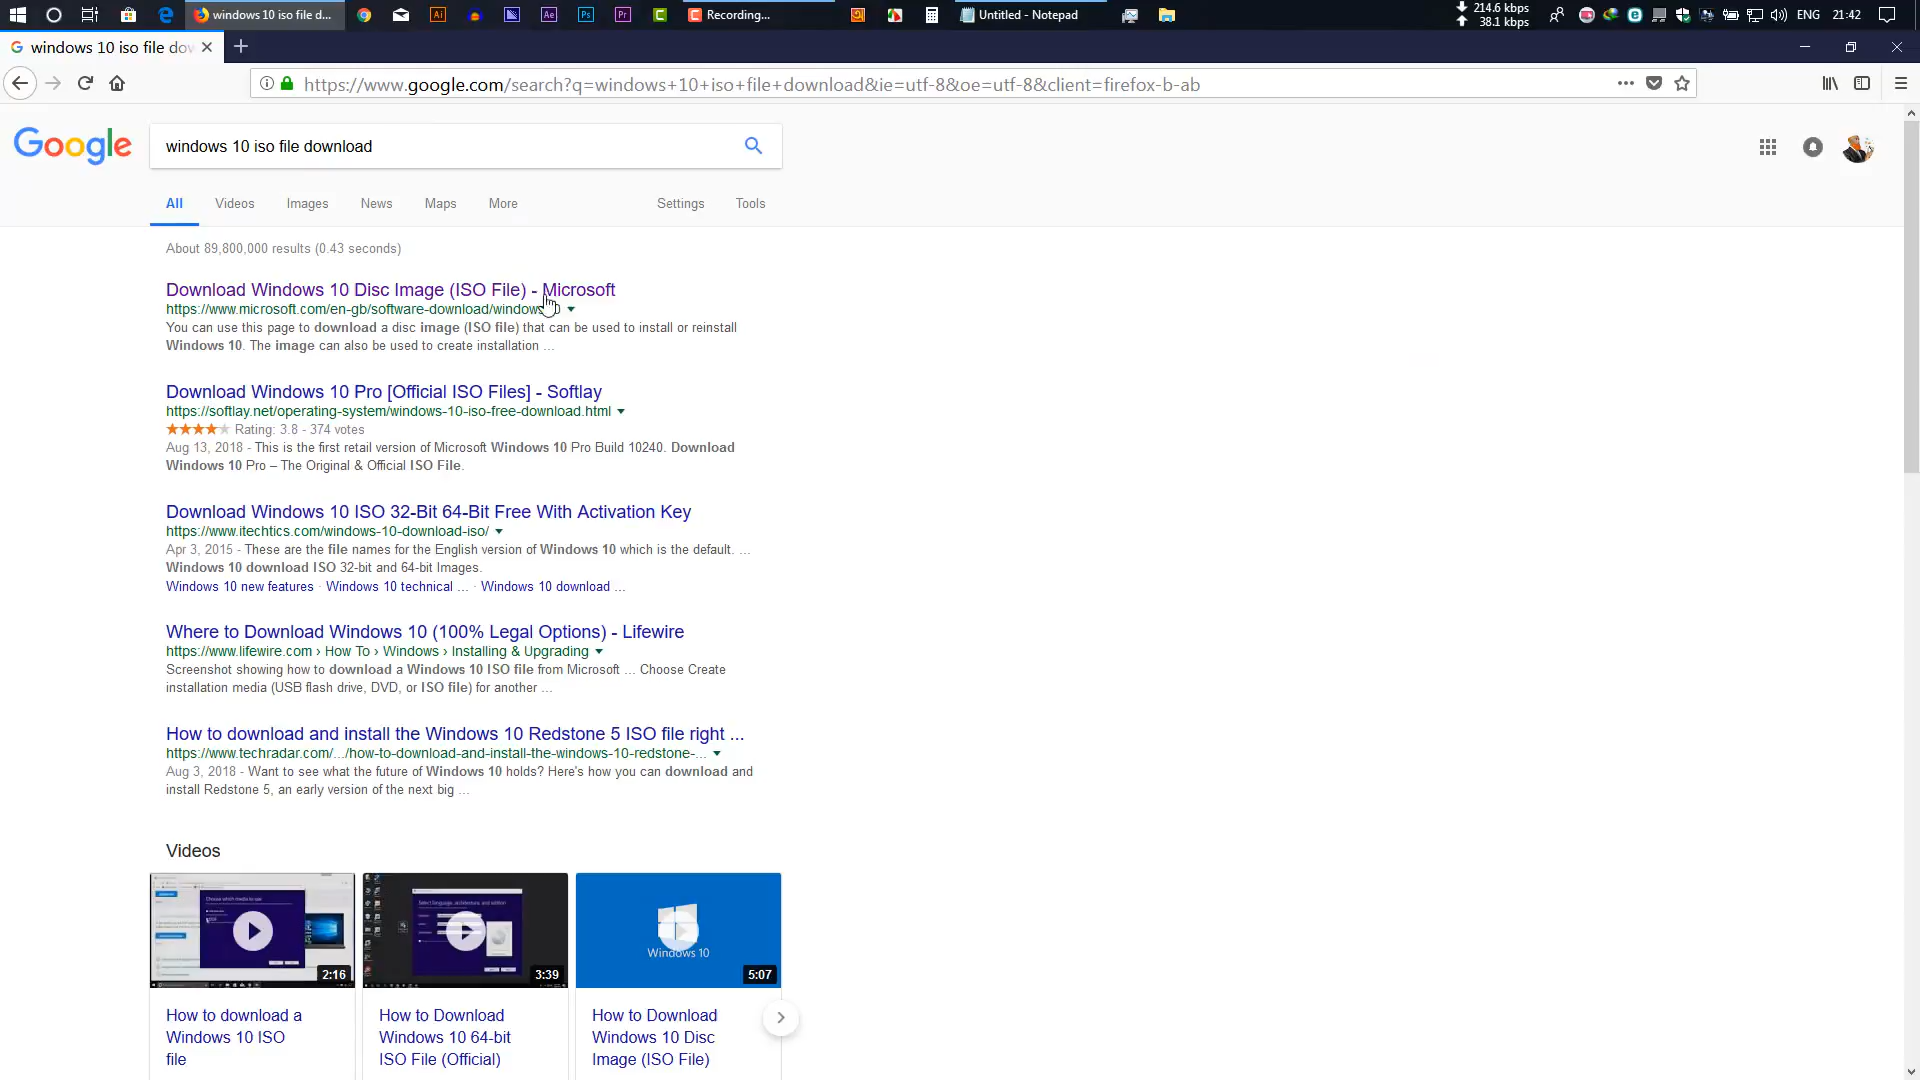 windows 10 iso file d...
Ai
Ae
Ps
Pr
C
Recording...
Untitled - Notepad
214.6 kbps
38.1 kbps
ENG
21:42
windows 10 iso file dow
https://www.google.com/search?q=windows+10+iso+file+download&ie=utf-8&oe=utf-8&client=firefox-b-ab
Google
windows 10 iso file download
All
Videos
Images
News
Maps
More
Settings
Tools
About 89,800,000 results (0.43 seconds)
Download Windows 10 Disc Image (ISO File) - Microsoft
https://www.microsoft.com/en-gb/software-download/windows
You can use this page to download a disc image (ISO file) that can be used to install or reinstall
Windows 10. The image can also be used to create installation ...
Download Windows 10 Pro [Official ISO Files] - Softlay
https://softlay.net/operating-system/windows-10-iso-free-download.html
Rating: 3.8 - 374 votes
Aug 13, 2018 - This is the first retail version of Microsoft Windows 10 Pro Build 10240. Download
Windows 10 Pro – The Original & Official ISO File.
Download Windows 10 ISO 32-Bit 64-Bit Free With Activation Key
https://www.itechtics.com/windows-10-download-iso/
Apr 3, 2015 - These are the file names for the English version of Windows 10 which is the default. ...
Windows 10 download ISO 32-bit and 64-bit Images.
Windows 10 new features · Windows 10 technical ... · Windows 10 download ...
Where to Download Windows 10 (100% Legal Options) - Lifewire
https://www.lifewire.com › How To › Windows › Installing & Upgrading
Screenshot showing how to download a Windows 10 ISO file from Microsoft ... Choose Create
installation media (USB flash drive, DVD, or ISO file) for another ...
How to download and install the Windows 10 Redstone 5 ISO file right ...
https://www.techradar.com/.../how-to-download-and-install-the-windows-10-redstone-...
Aug 3, 2018 - Want to see what the future of Windows 10 holds? Here's how you can download and
install Redstone 5, an early version of the next big ...
Videos
2:16
3:39
Windows 10
5:07
How to download a
Windows 10 ISO
file
How to Download
Windows 10 64-bit
ISO File (Official)
How to Download
Windows 10 Disc
Image (ISO File)